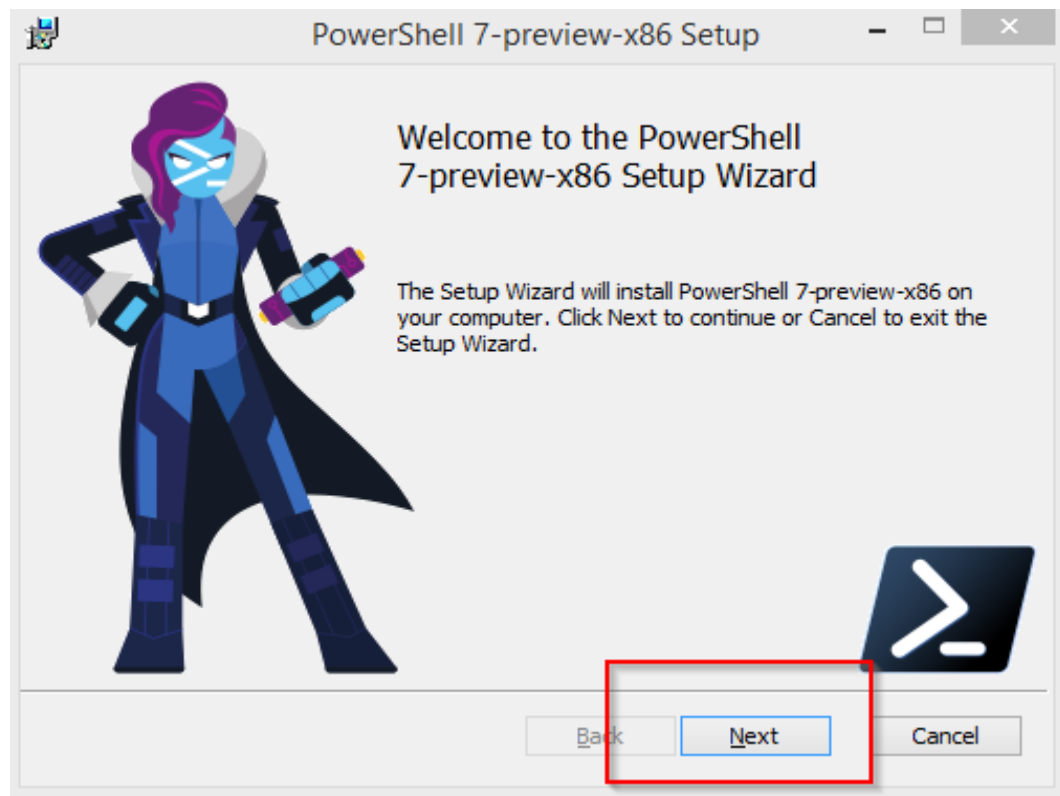 PowerShell 7-preview-x86 Setup
Welcome to the PowerShell
7-preview-x86 Setup Wizard
The Setup Wizard will install PowerShell 7-preview-x86 on
your computer. Click Next to continue or Cancel to exit the
Setup Wizard.
Back Next Cancel